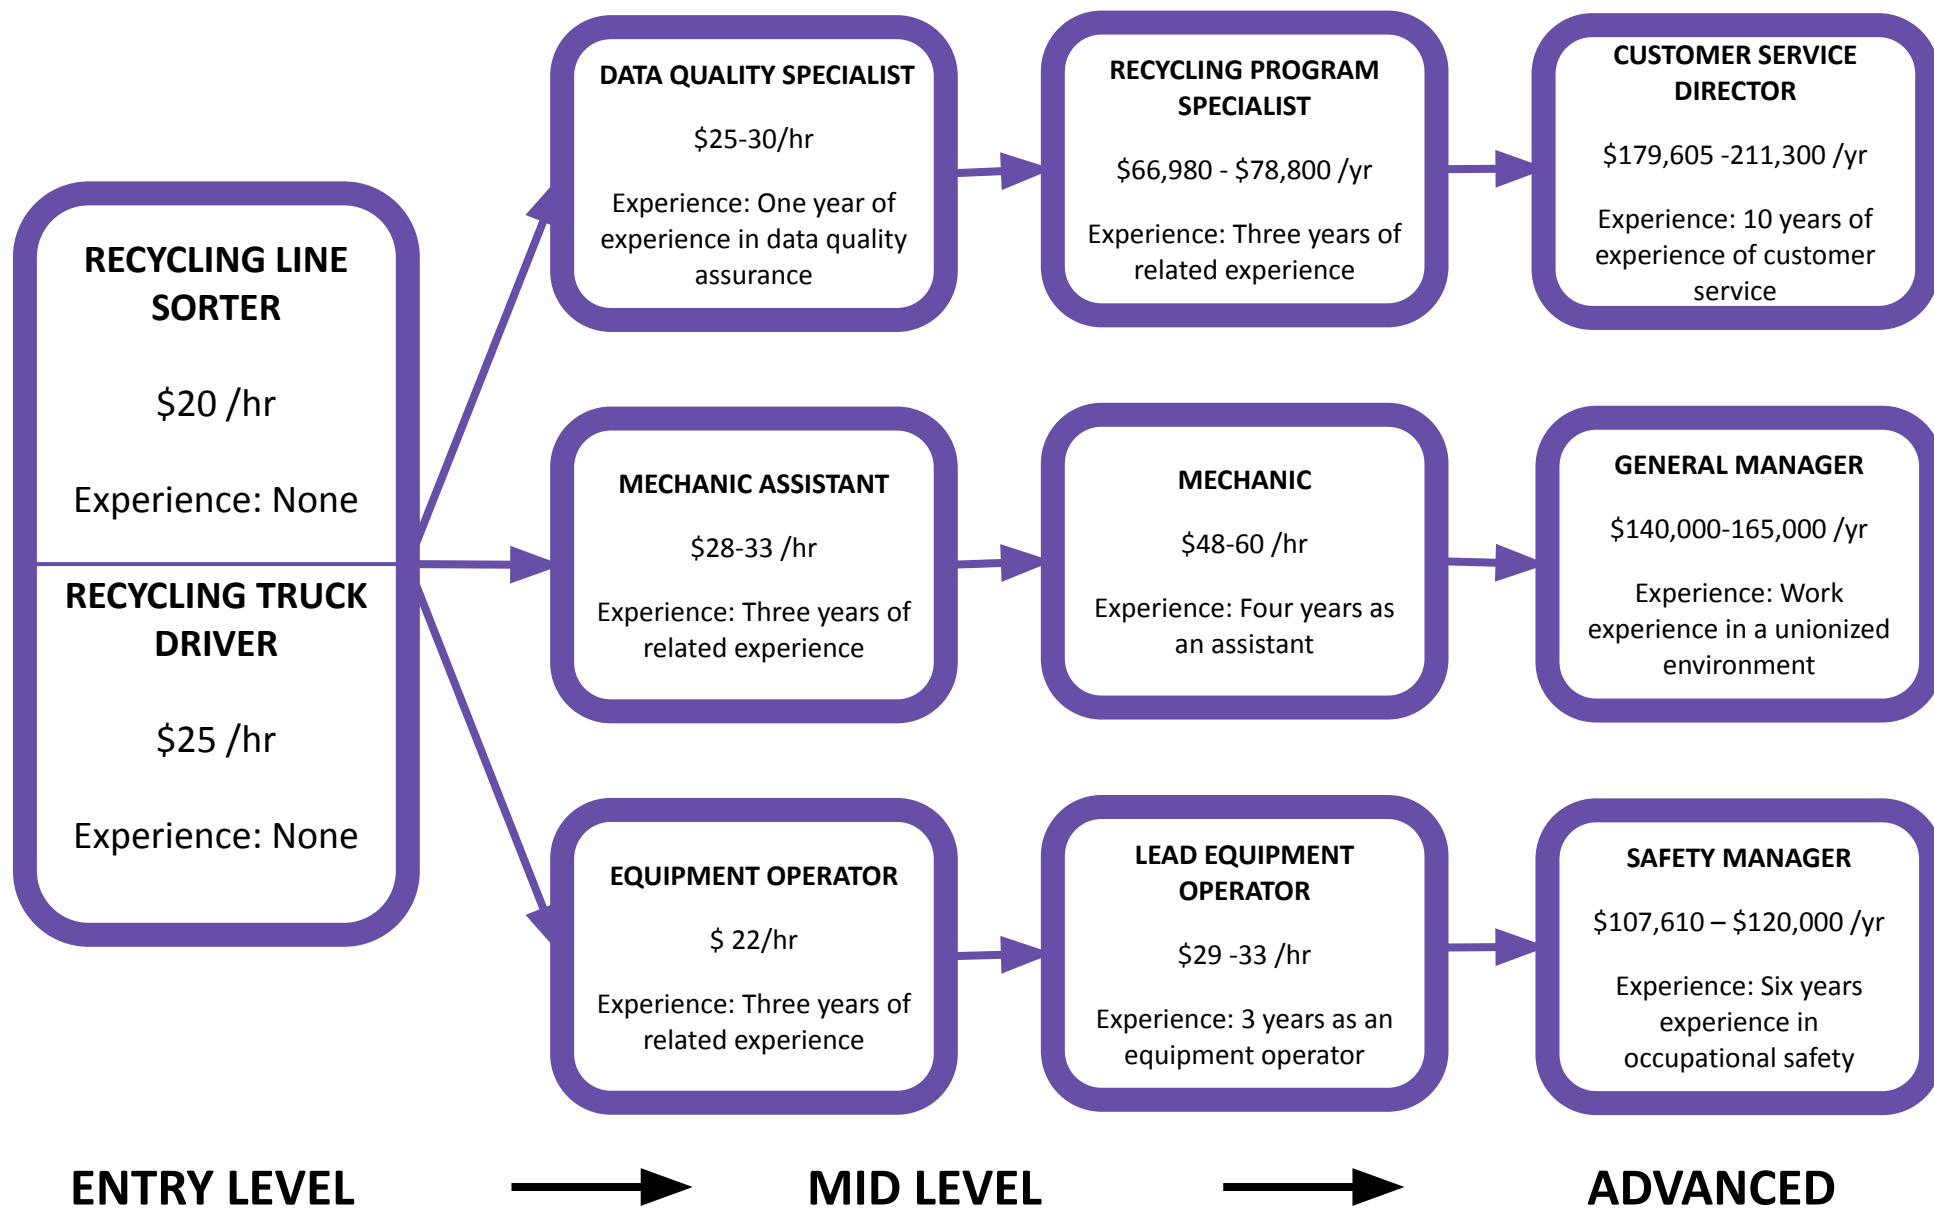 RECYCLING LINE
SORTER
$20 /hr
Experience: None
RECYCLING TRUCK
DRIVER
$25 /hr
Experience: None
DATA QUALITY SPECIALIST
$25-30/hr
Experience: One year of
experience in data quality
assurance
RECYCLING PROGRAM
SPECIALIST
$66,980 - $78,800 /yr
Experience: Three years of
related experience
CUSTOMER SERVICE
DIRECTOR
$179,605 -211,300 /yr
Experience: 10 years of
experience of customer
service
MECHANIC ASSISTANT
$28-33 /hr
Experience: Three years of
related experience
MECHANIC
$48-60 /hr
Experience: Four years as
an assistant
GENERAL MANAGER
$140,000-165,000 /yr
Experience: Work
experience in a unionized
environment
EQUIPMENT OPERATOR
$ 22/hr
Experience: Three years of
related experience
LEAD EQUIPMENT
OPERATOR
$29 -33 /hr
Experience: 3 years as an
equipment operator
SAFETY MANAGER
$107,610 – $120,000 /yr
Experience: Six years
experience in
occupational safety
ENTRY LEVEL
MID LEVEL
ADVANCED